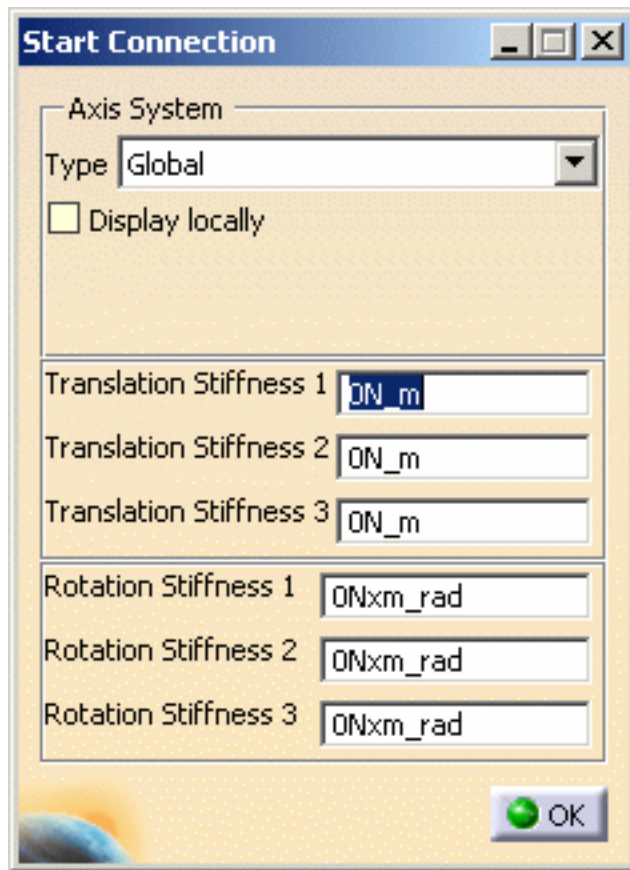 Start Connection
Axis System
Type Global
Display locally
Translation Stiffness 1 0N_m
Translation Stiffness 2 0N_m
Translation Stiffness 3 0N_m
Rotation Stiffness 1 0Nxm_rad
Rotation Stiffness 2 0Nxm_rad
Rotation Stiffness 3 0Nxm_rad
OK